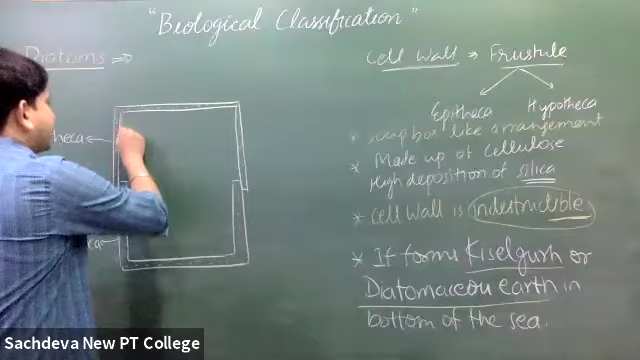 "Biological Classification"
Diatoms ⇒
Cell Wall → Frustule
Epitheca Hypotheca
* Soap box like arrangement
* Made up of Cellulose
High deposition of silica
* Cell Wall is indestructible
* It forms Kiselgurh or
Diatomaceou earth in
bottom of the sea.
theca
ca
Sachdeva New PT College